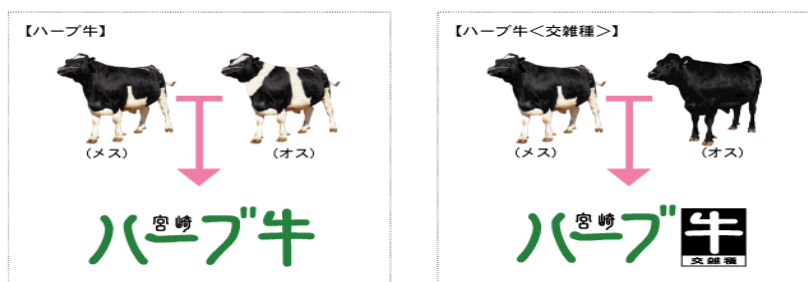 【ハーブ牛】
(メス)
(オス)
宮崎
ハーブ牛
【ハーブ牛<交雑種>】
(メス)
(オス)
宮崎
ハーブ牛
交雑種